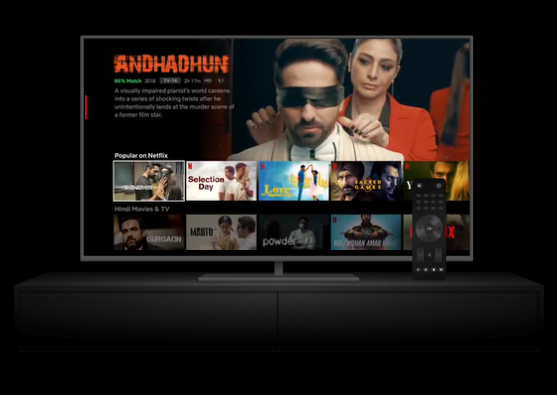 ANDHADHUN
95% Match 2018 TV-14 2h 17m HD 5.1
A visually impaired pianist's world careens
into a series of shocking twists after he
unintentionally lands at the murder scene of
a former film star.
Popular on Netflix
Selection
Day
Love
SACRED
GAMES
Y
Hindi Movies & TV
GURGAON
MANTO
powder
BRIJ MOHAN AMAR RAHE